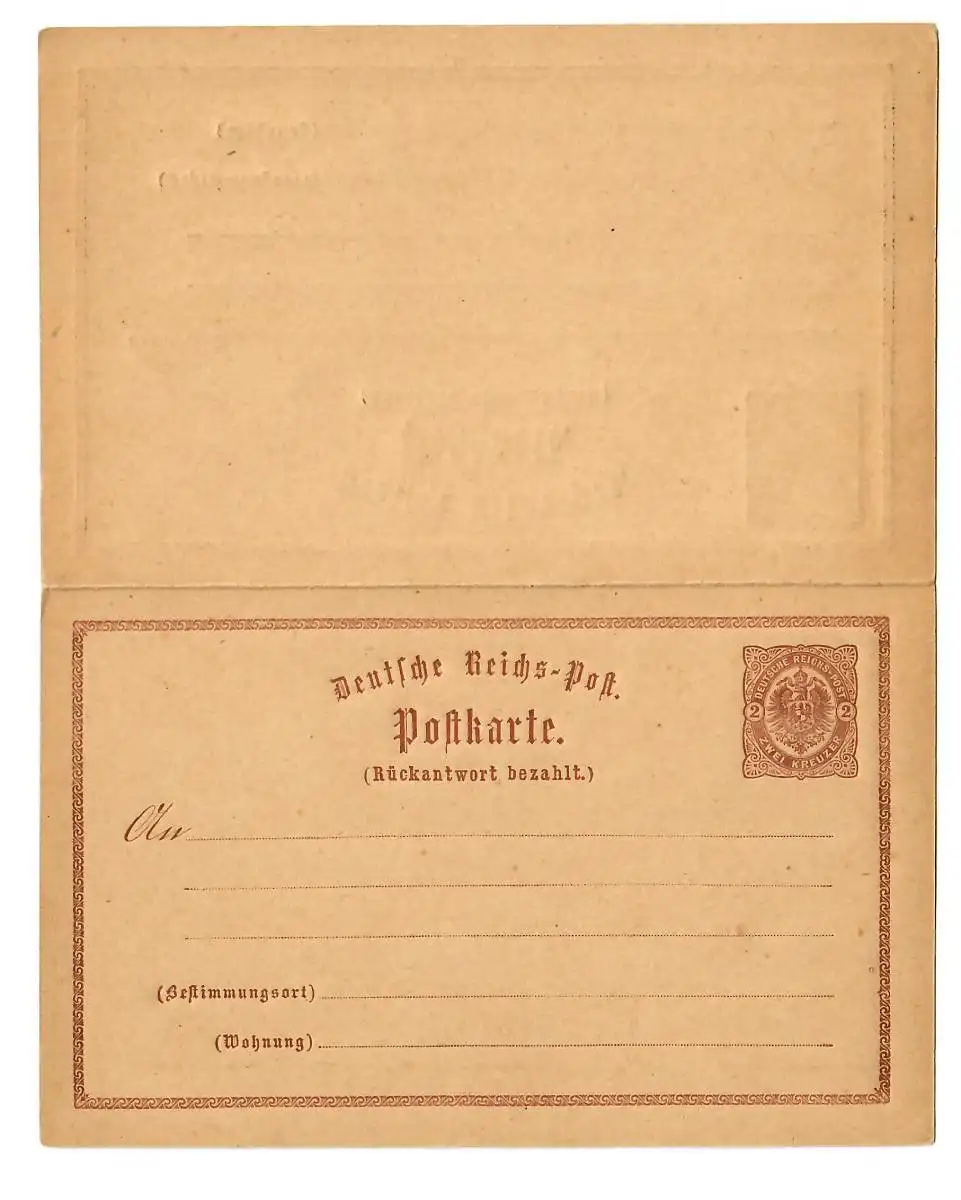 Deutſche Reichs-Poſt.
Poſtkarte.
(Rückantwort bezahlt.)
DEUTSCHE REICHS-POST
2 2
ZWEI KREUZER
An
(Beſtimmungsort)
(Wohnung)